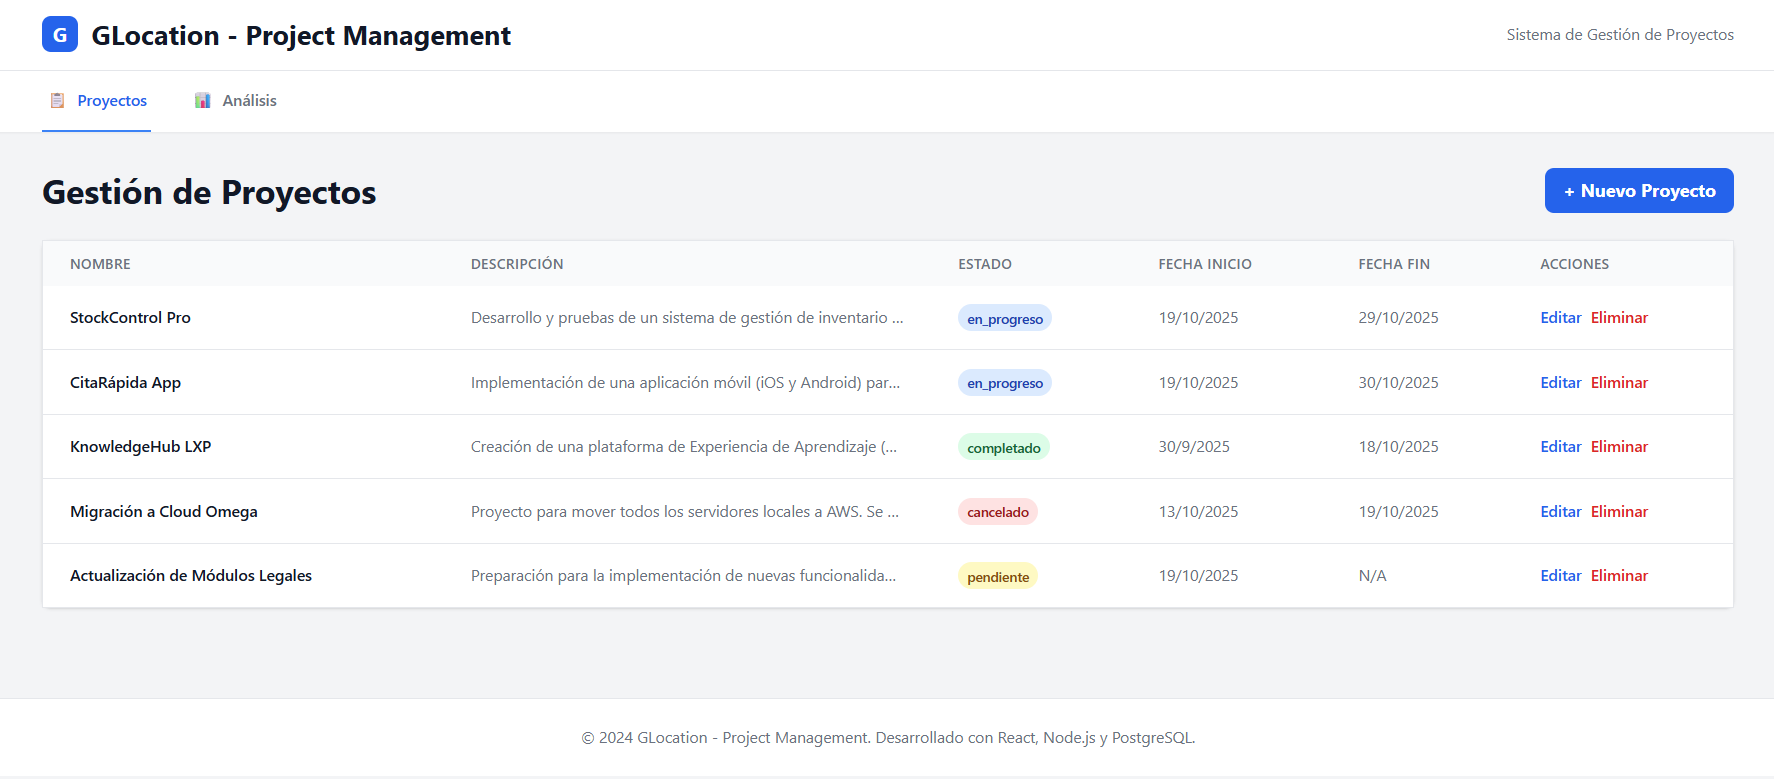 G GLocation - Project Management
Sistema de Gestión de Proyectos
Proyectos Análisis
Gestión de Proyectos
+ Nuevo Proyecto
NOMBRE DESCRIPCIÓN ESTADO FECHA INICIO FECHA FIN ACCIONES
StockControl Pro Desarrollo y pruebas de un sistema de gestión de inventario ... en_progreso 19/10/2025 29/10/2025 Editar Eliminar
CitaRápida App Implementación de una aplicación móvil (iOS y Android) par... en_progreso 19/10/2025 30/10/2025 Editar Eliminar
KnowledgeHub LXP Creación de una plataforma de Experiencia de Aprendizaje (... completado 30/9/2025 18/10/2025 Editar Eliminar
Migración a Cloud Omega Proyecto para mover todos los servidores locales a AWS. Se ... cancelado 13/10/2025 19/10/2025 Editar Eliminar
Actualización de Módulos Legales Preparación para la implementación de nuevas funcionalida... pendiente 19/10/2025 N/A Editar Eliminar
© 2024 GLocation - Project Management. Desarrollado con React, Node.js y PostgreSQL.